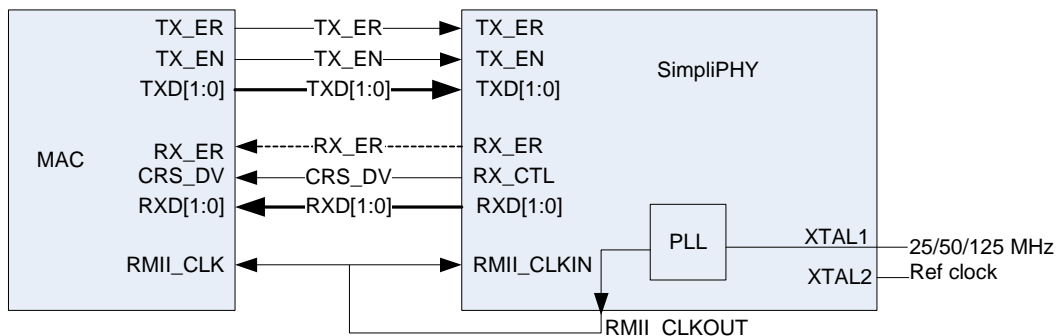 TX_ER TX_ER TX_ER
TX_EN TX_EN TX_EN
SimpliPHY
TXD[1:0] TXD[1:0] TXD[1:0]
MAC
RX_ER RX_ER RX_ER
CRS_DV CRS_DV RX_CTL
RXD[1:0] RXD[1:0] RXD[1:0]
PLL
XTAL1
25/50/125 MHz
RMII_CLK RMII_CLKIN
XTAL2
Ref clock
RMII_CLKOUT